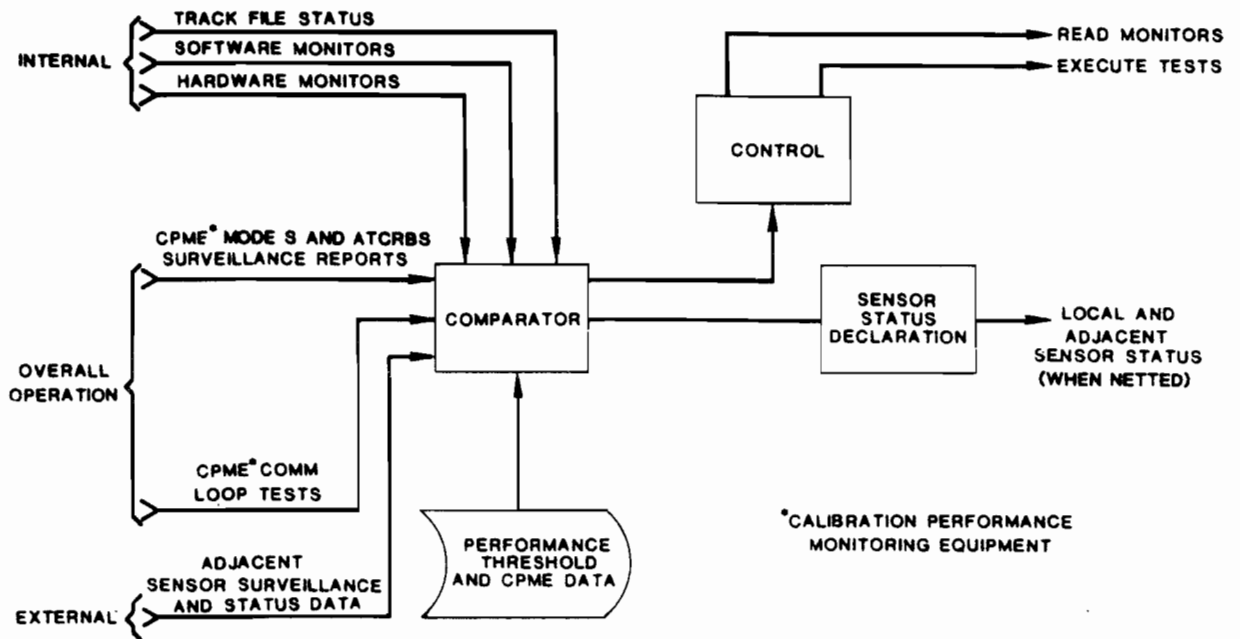 TRACK FILE STATUS
INTERNAL
SOFTWARE MONITORS
HARDWARE MONITORS
READ MONITORS
EXECUTE TESTS
CONTROL
CPME* MODE S AND ATCRBS
SURVEILLANCE REPORTS
OVERALL
OPERATION
COMPARATOR
SENSOR
STATUS
DECLARATION
LOCAL AND
ADJACENT
SENSOR STATUS
(WHEN NETTED)
CPME* COMM
LOOP TESTS
PERFORMANCE
THRESHOLD
AND CPME DATA
*CALIBRATION PERFORMANCE
MONITORING EQUIPMENT
ADJACENT
SENSOR SURVEILLANCE
AND STATUS DATA
EXTERNAL